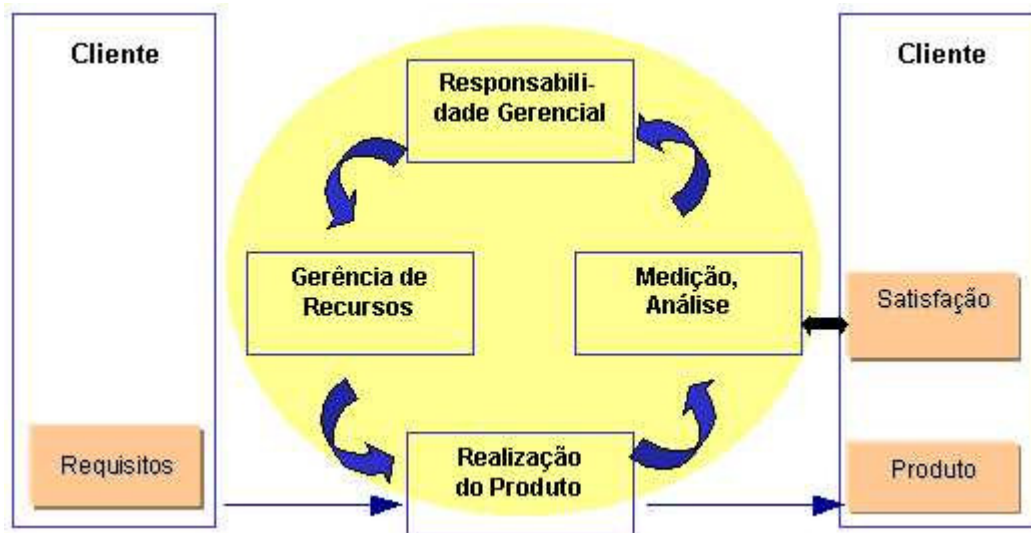 Cliente
Responsabili-
dade Gerencial
Cliente
Gerência de
Recursos
Medição,
Análise
Satisfação
Requisitos
Realização
do Produto
Produto